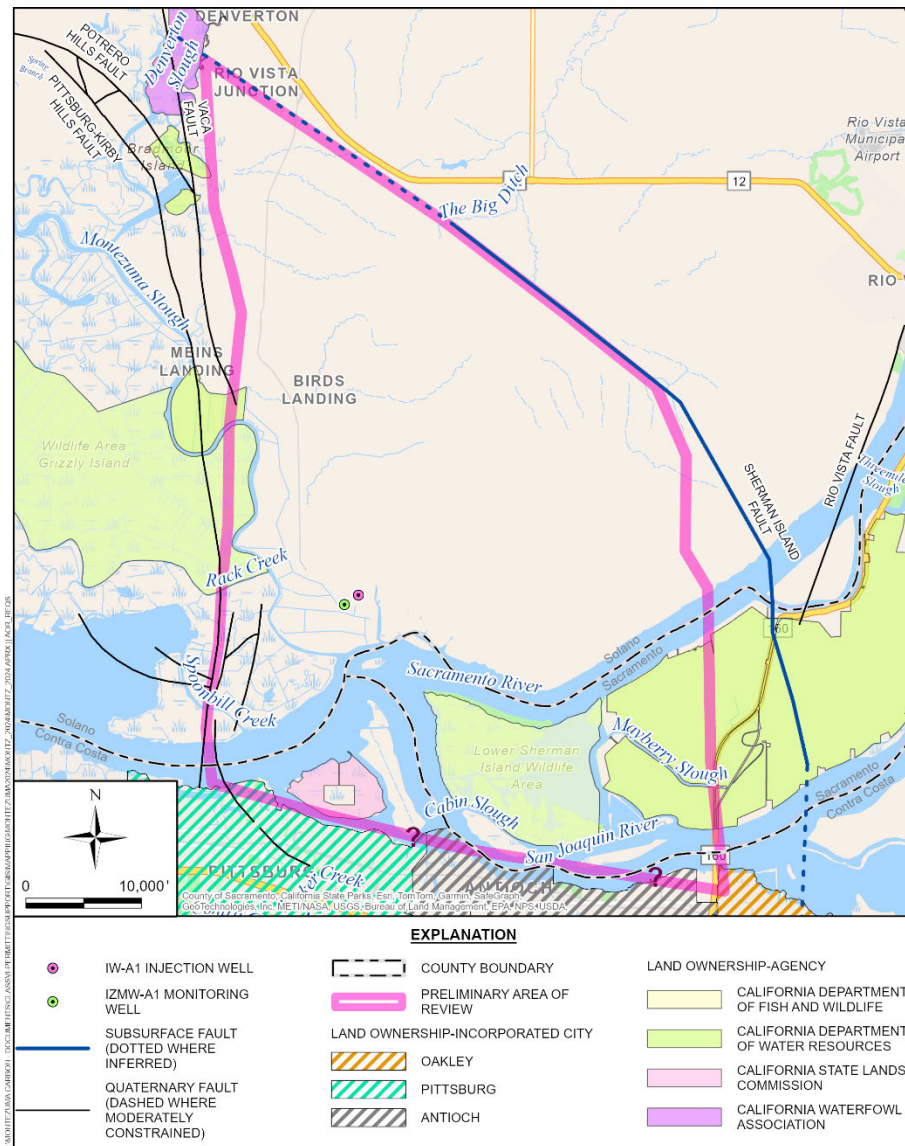 DENVERTON
POTRERO
HILLS FAULT
Spring
Branch
PITTSBURG-KIRBY
HILLS FAULT
Denverton
Slough
VACA
FAULT
RIO VISTA
JUNCTION
Bradmoor
Island
Rio Vista
Municipal
Airport
12
The Big Ditch
RIO
Montezuma Slough
MEINS
LANDING
BIRDS
LANDING
Wildlife Area
Grizzly Island
RIO VISTA FAULT
Threemile
Slough
SHERMAN ISLAND
FAULT
Rack Creek
160
Solano
Sacramento
Sacramento River
Spoonbill Creek
Solano
Contra Costa
Mayberry Slough
Lower Sherman
Island Wildlife
Area
Sacramento
Contra Costa
Cabin Slough
San Joaquin River
?
?
160
N
0 10,000'
PITTSBURG
ANTIOCH
Creek
County of Sacramento, California State Parks, Esri, TomTom, Garmin, SafeGraph,
GeoTechnologies, Inc, METI/NASA, USGS, Bureau of Land Management, EPA, NPS, USDA,
EXPLANATION
IW-A1 INJECTION WELL
IZMW-A1 MONITORING
WELL
SUBSURFACE FAULT
(DOTTED WHERE
INFERRED)
QUATERNARY FAULT
(DASHED WHERE
MODERATELY
CONSTRAINED)
COUNTY BOUNDARY
PRELIMINARY AREA OF
REVIEW
LAND OWNERSHIP-INCORPORATED CITY
OAKLEY
PITTSBURG
ANTIOCH
LAND OWNERSHIP-AGENCY
CALIFORNIA DEPARTMENT
OF FISH AND WILDLIFE
CALIFORNIA DEPARTMENT
OF WATER RESOURCES
CALIFORNIA STATE LANDS
COMMISSION
CALIFORNIA WATERFOWL
ASSOCIATION